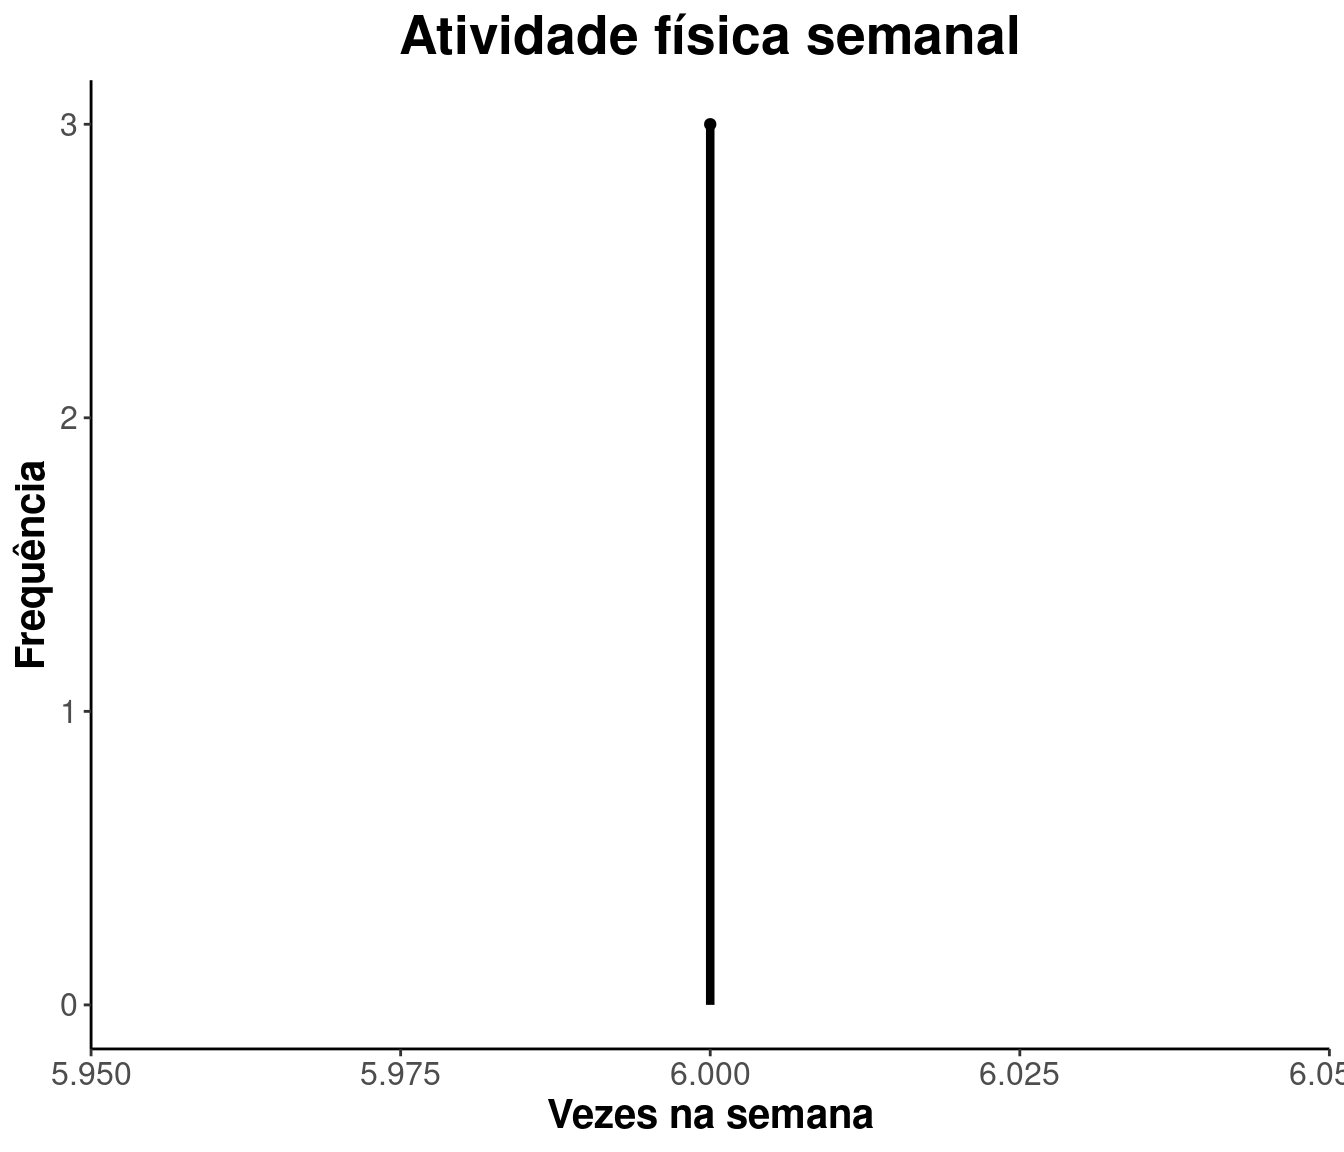 Atividade física semanal
3
2
1
0
Frequência
5.950 5.975 6.000 6.025 6.05
Vezes na semana